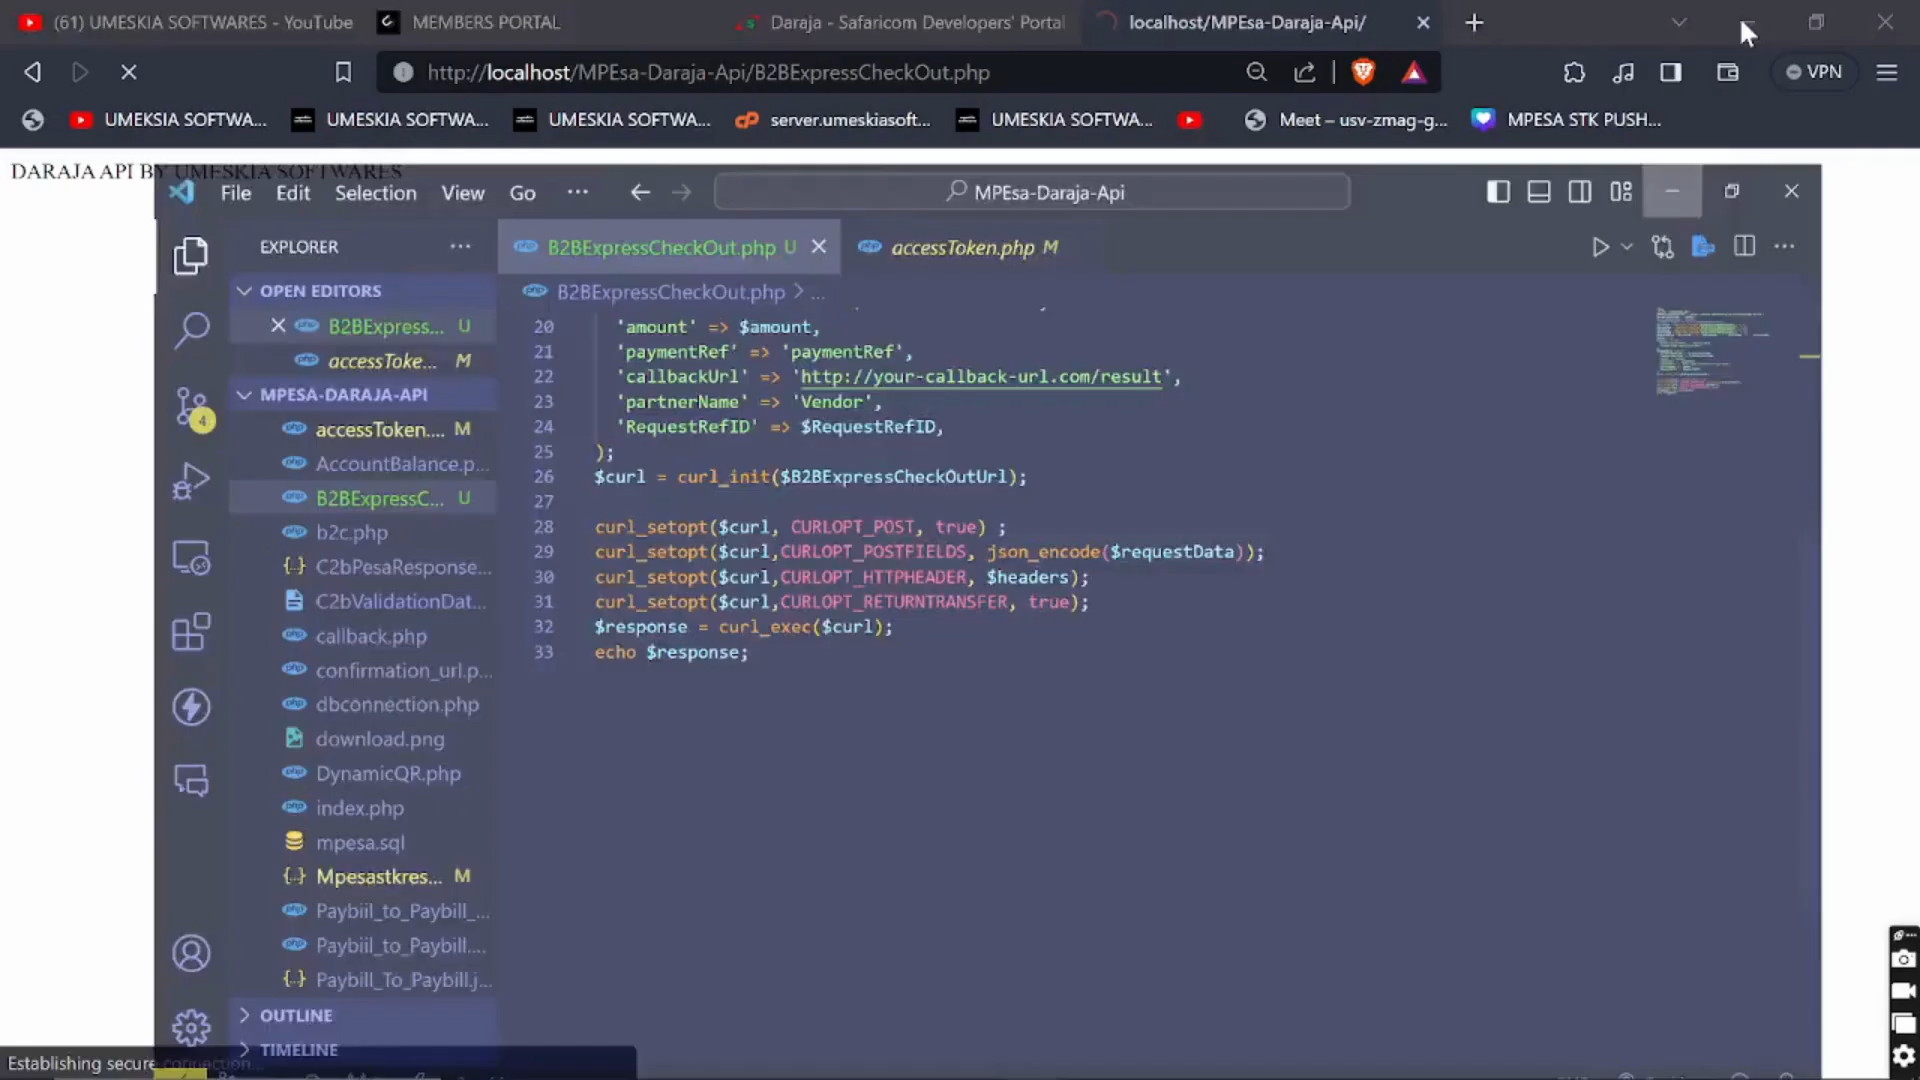 (61) UMESKIA SOFTWARES - YouTube
MEMBERS PORTAL
Daraja - Safaricom Developers' Portal
localhost/MPEsa-Daraja-Api/
http://localhost/MPEsa-Daraja-Api/B2BExpressCheckOut.php
VPN
UMEKSIA SOFTWA...
UMESKIA SOFTWA...
UMESKIA SOFTWA...
server.umeskiasoft...
UMESKIA SOFTWA...
Meet – usv-zmag-g...
MPESA STK PUSH...
DARAJA API BY UMESKIA SOFTWARES
File Edit Selection View Go ...
MPEsa-Daraja-Api
EXPLORER
B2BExpressCheckOut.php U
accessToken.php M
OPEN EDITORS
B2BExpressCheckOut.php > ...
B2BExpress... U
accessToke... M
MPESA-DARAJA-API
accessToken.... M
AccountBalance.p...
B2BExpressC... U
b2c.php
C2bPesaResponse...
C2bValidationDat...
callback.php
confirmation_url.p...
dbconnection.php
download.png
DynamicQR.php
index.php
mpesa.sql
Mpesastkres... M
Paybiil_to_Paybill_...
Paybiil_to_Paybill....
Paybill_To_Paybill.j...
OUTLINE
TIMELINE
4
20 'amount' => $amount,
21 'paymentRef' => 'paymentRef',
22 'callbackUrl' => 'http://your-callback-url.com/result',
23 'partnerName' => 'Vendor',
24 'RequestRefID' => $RequestRefID,
25 );
26 $curl = curl_init($B2BExpressCheckOutUrl);
27
28 curl_setopt($curl, CURLOPT_POST, true) ;
29 curl_setopt($curl,CURLOPT_POSTFIELDS, json_encode($requestData));
30 curl_setopt($curl,CURLOPT_HTTPHEADER, $headers);
31 curl_setopt($curl,CURLOPT_RETURNTRANSFER, true);
32 $response = curl_exec($curl);
33 echo $response;
Establishing secure connection...